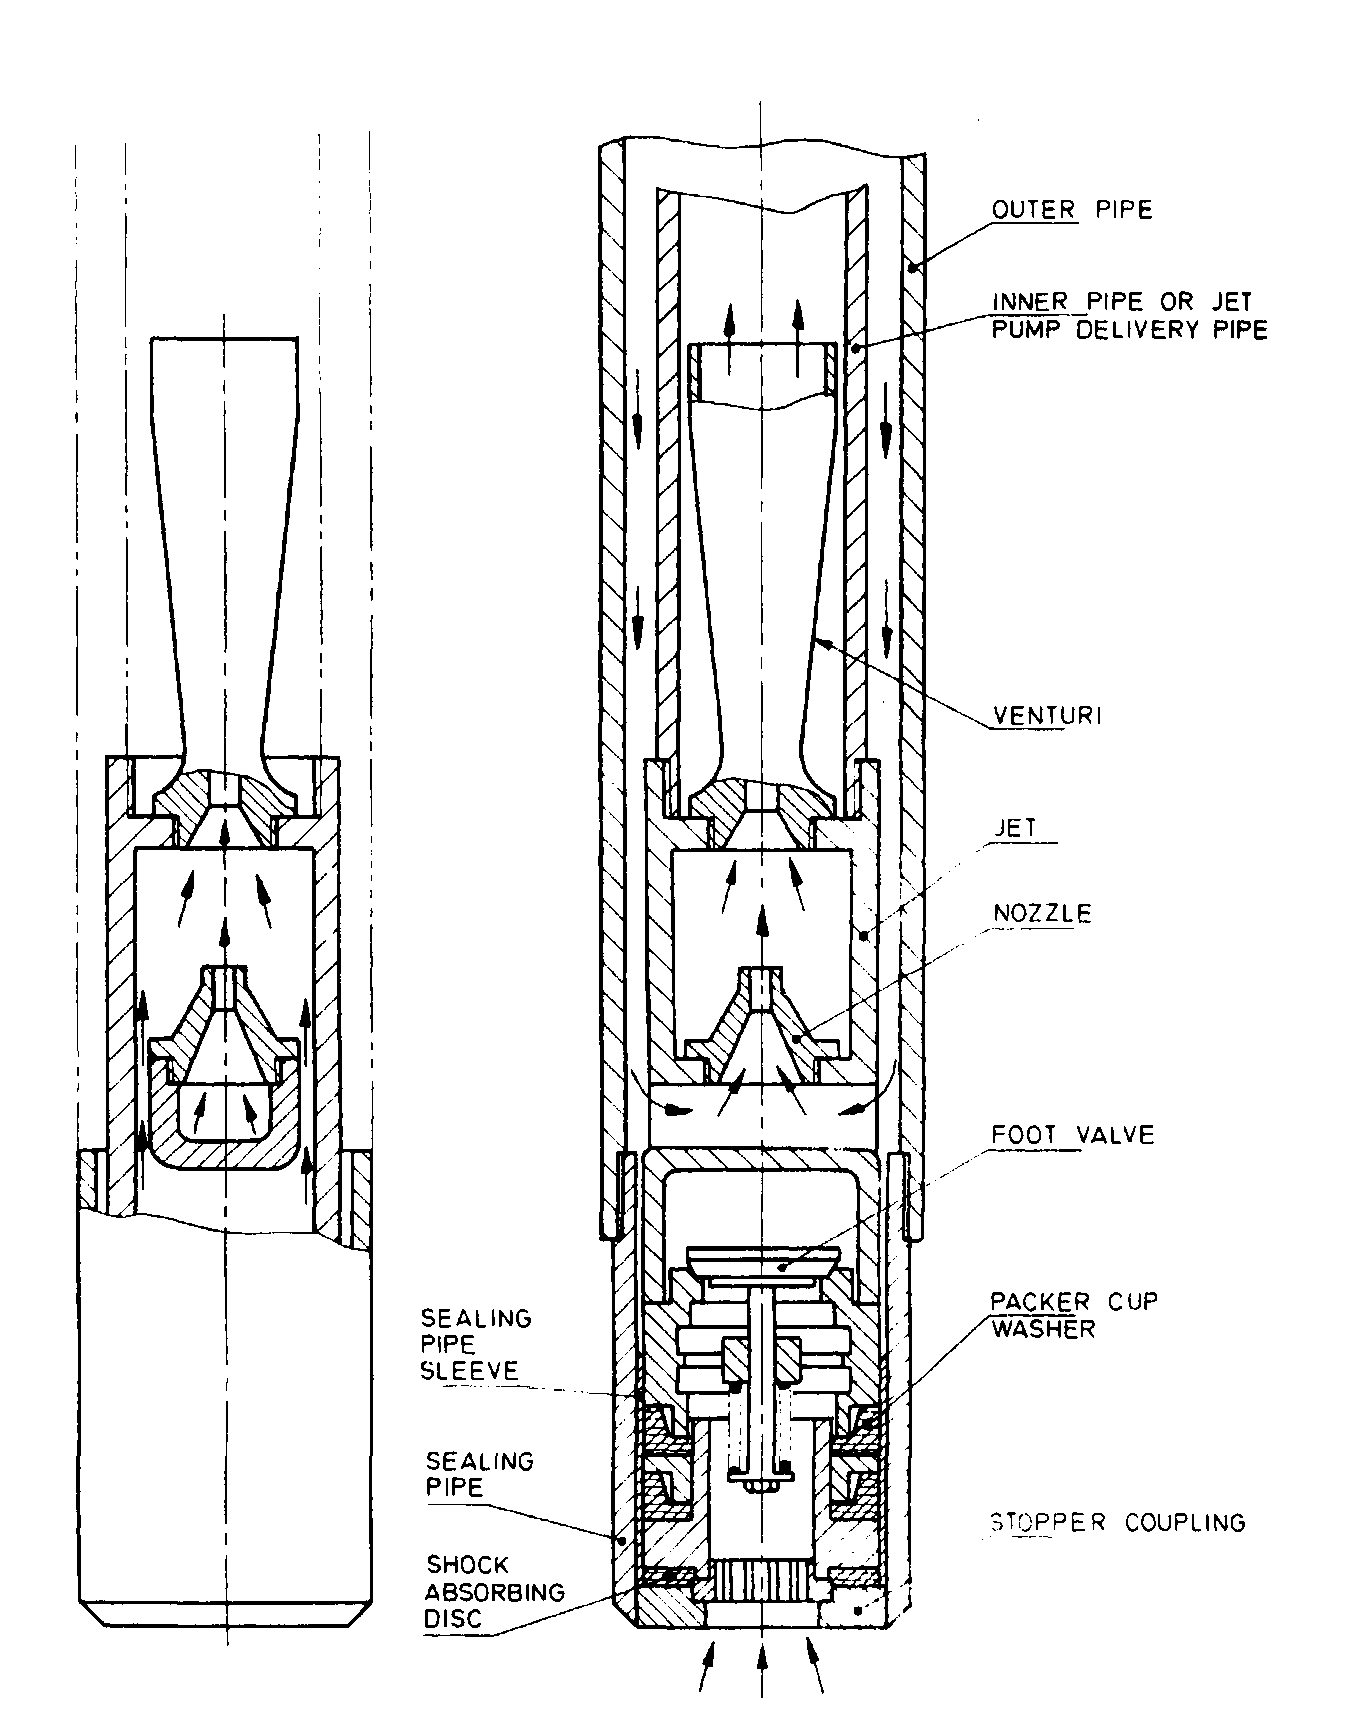 OUTER PIPE
INNER PIPE OR JET
PUMP DELIVERY PIPE
VENTURI
JET
NOZZLE
FOOT VALVE
PACKER CUP
WASHER
SEALING
PIPE
SLEEVE
SEALING
PIPE
STOPPER COUPLING
SHOCK
ABSORBING
DISC